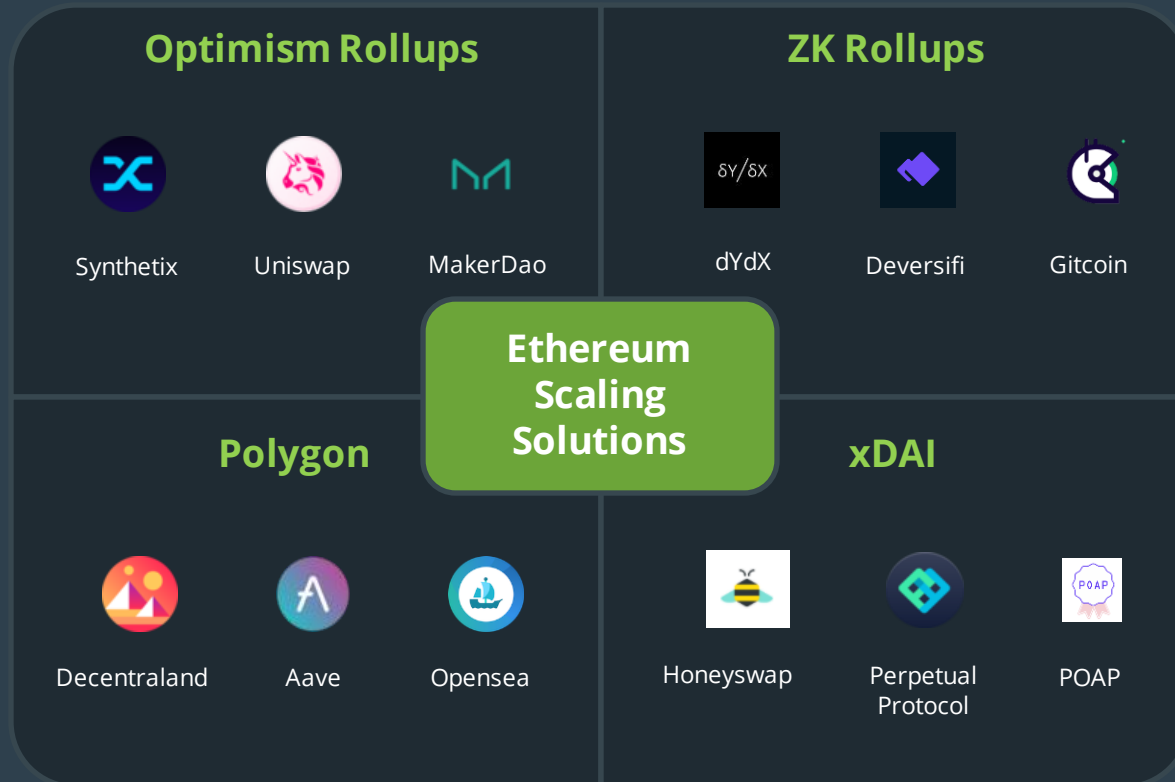 Optimism Rollups
ZK Rollups
δY/δX
Synthetix
Uniswap
MakerDao
dYdX
Deversifi
Gitcoin
Ethereum
Scaling
Solutions
Polygon
xDAI
POAP
Decentraland
Aave
Opensea
Honeyswap
Perpetual
Protocol
POAP